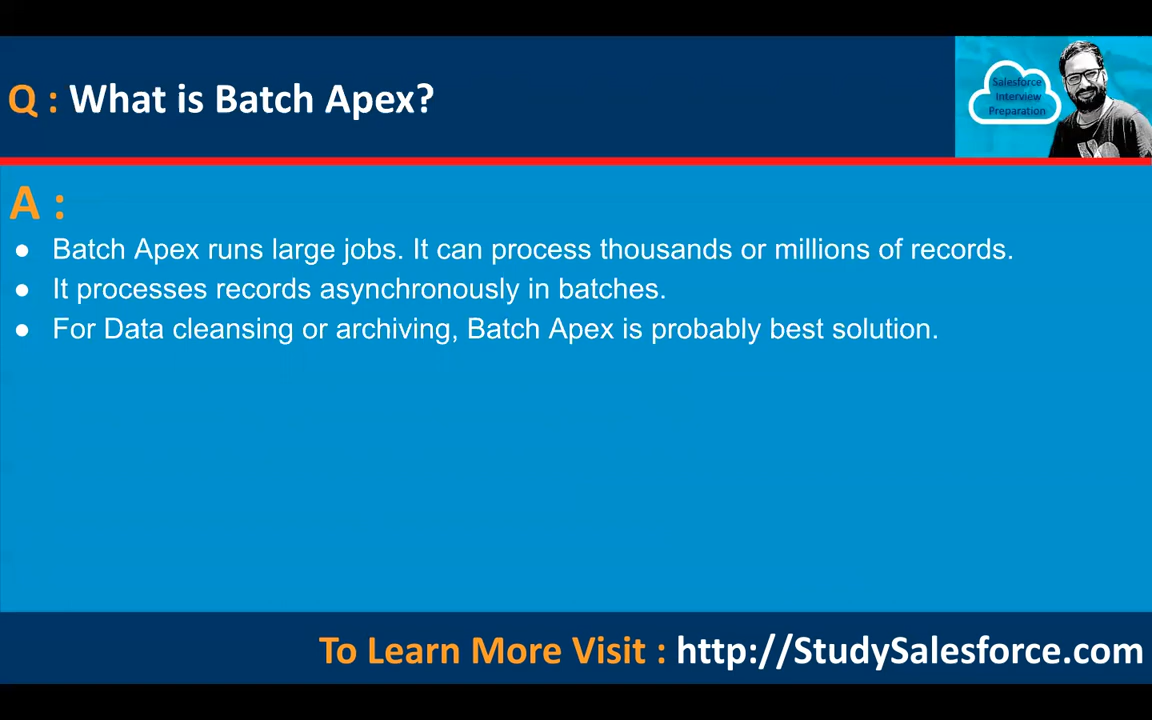 Q : What is Batch Apex?
Salesforce
Interview
Preparation
A :
● Batch Apex runs large jobs. It can process thousands or millions of records.
● It processes records asynchronously in batches.
● For Data cleansing or archiving, Batch Apex is probably best solution.
To Learn More Visit : http://StudySalesforce.com